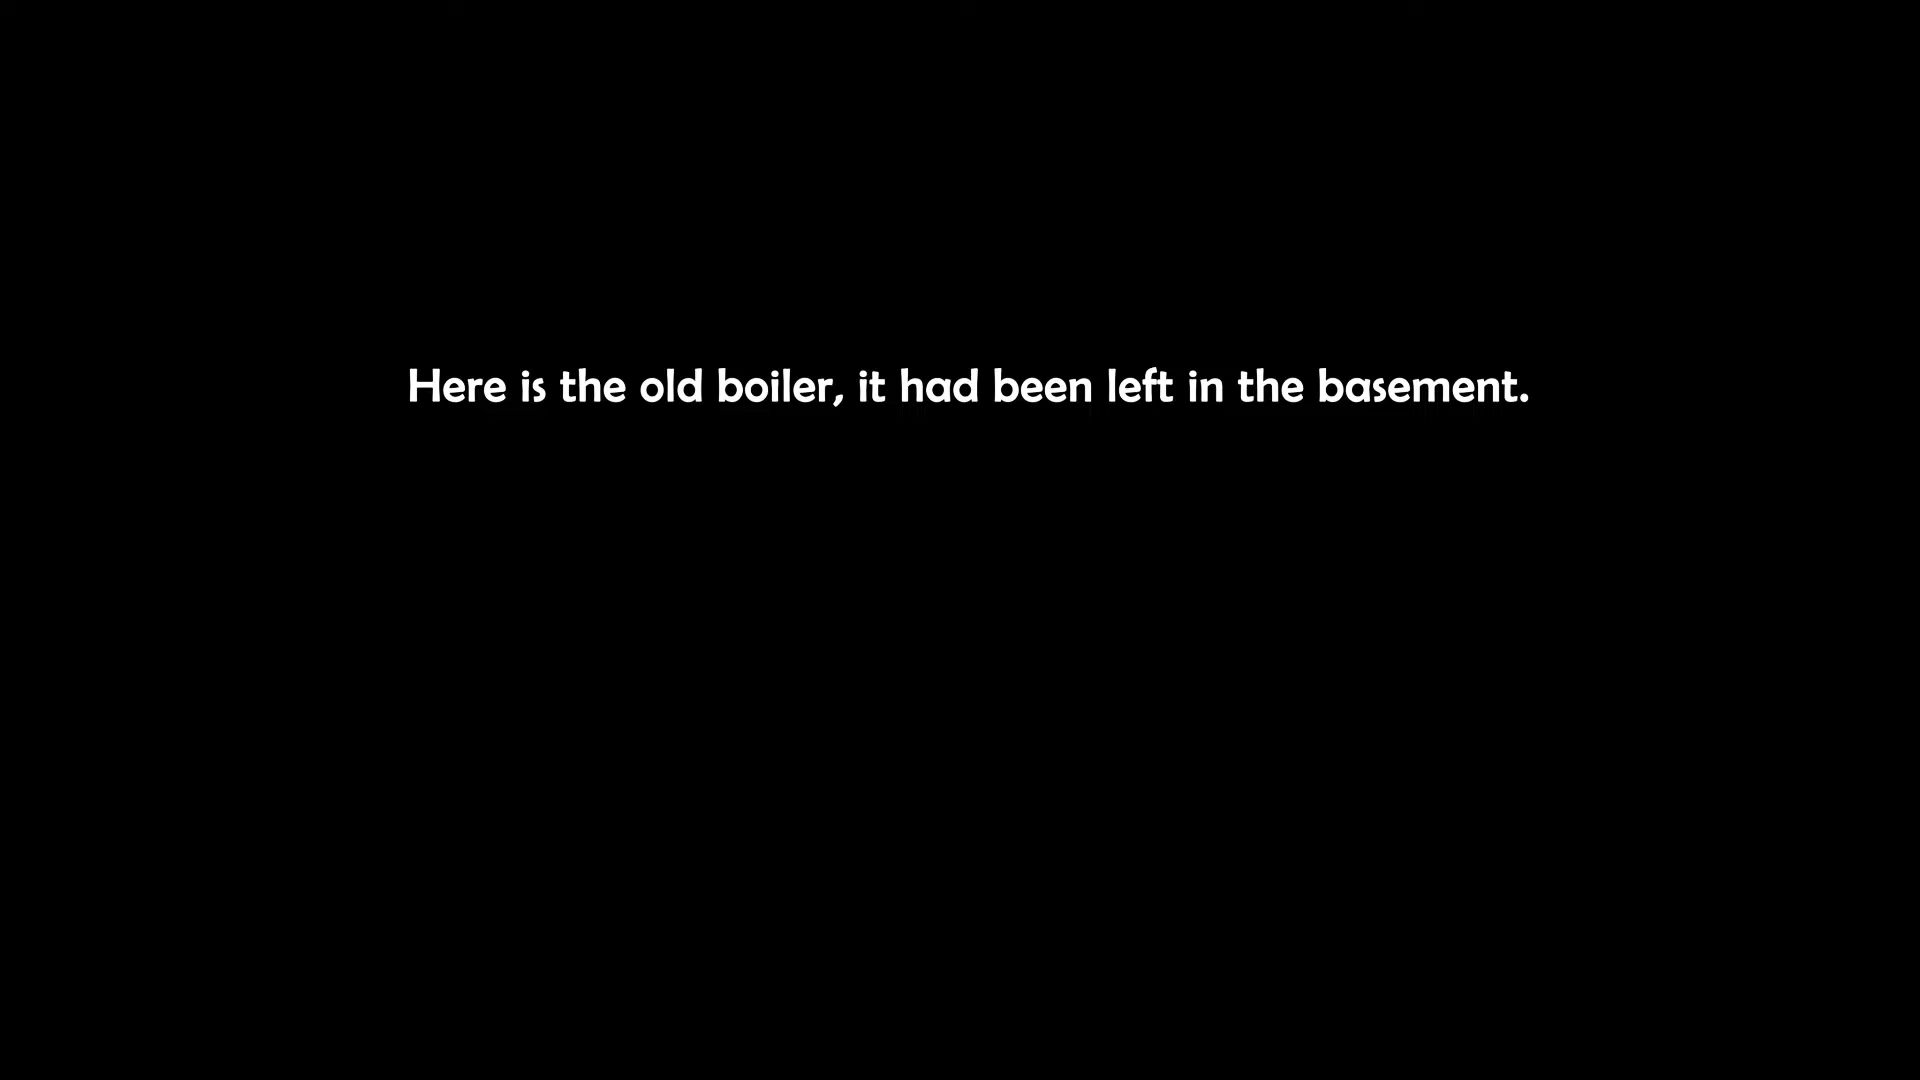 Here is the old boiler, it had been left in the basement.